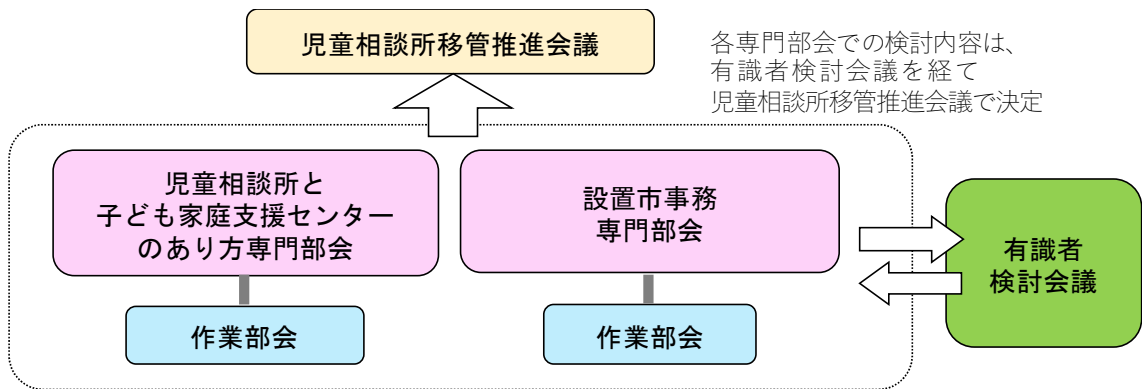 児童相談所移管推進会議
各専門部会での検討内容は、
有識者検討会議を経て
児童相談所移管推進会議で決定
児童相談所と
子ども家庭支援センター
のあり方専門部会
設置市事務
専門部会
有識者
検討会議
作業部会
作業部会